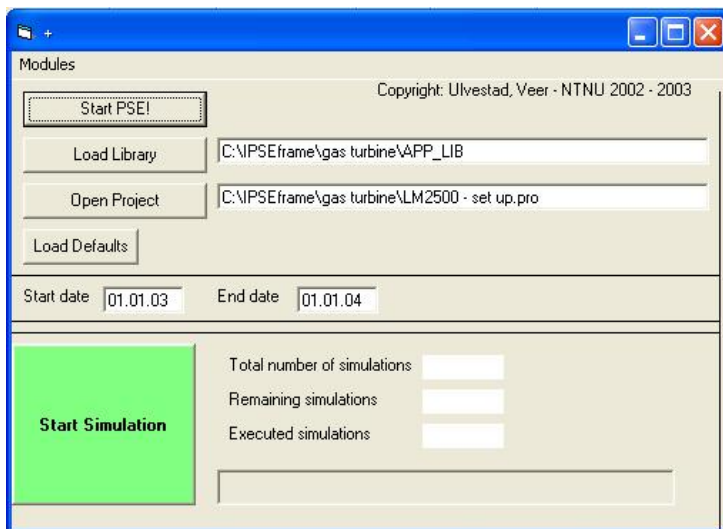 +
Modules
Copyright: Ulvestad, Veer - NTNU 2002 - 2003
Start PSE!
Load Library
C:\IPSEframe\gas turbine\APP_LIB
Open Project
C:\IPSEframe\gas turbine\LM2500 - set up.pro
Load Defaults
Start date 01.01.03 End date 01.01.04
Total number of simulations
Remaining simulations
Start Simulation
Executed simulations